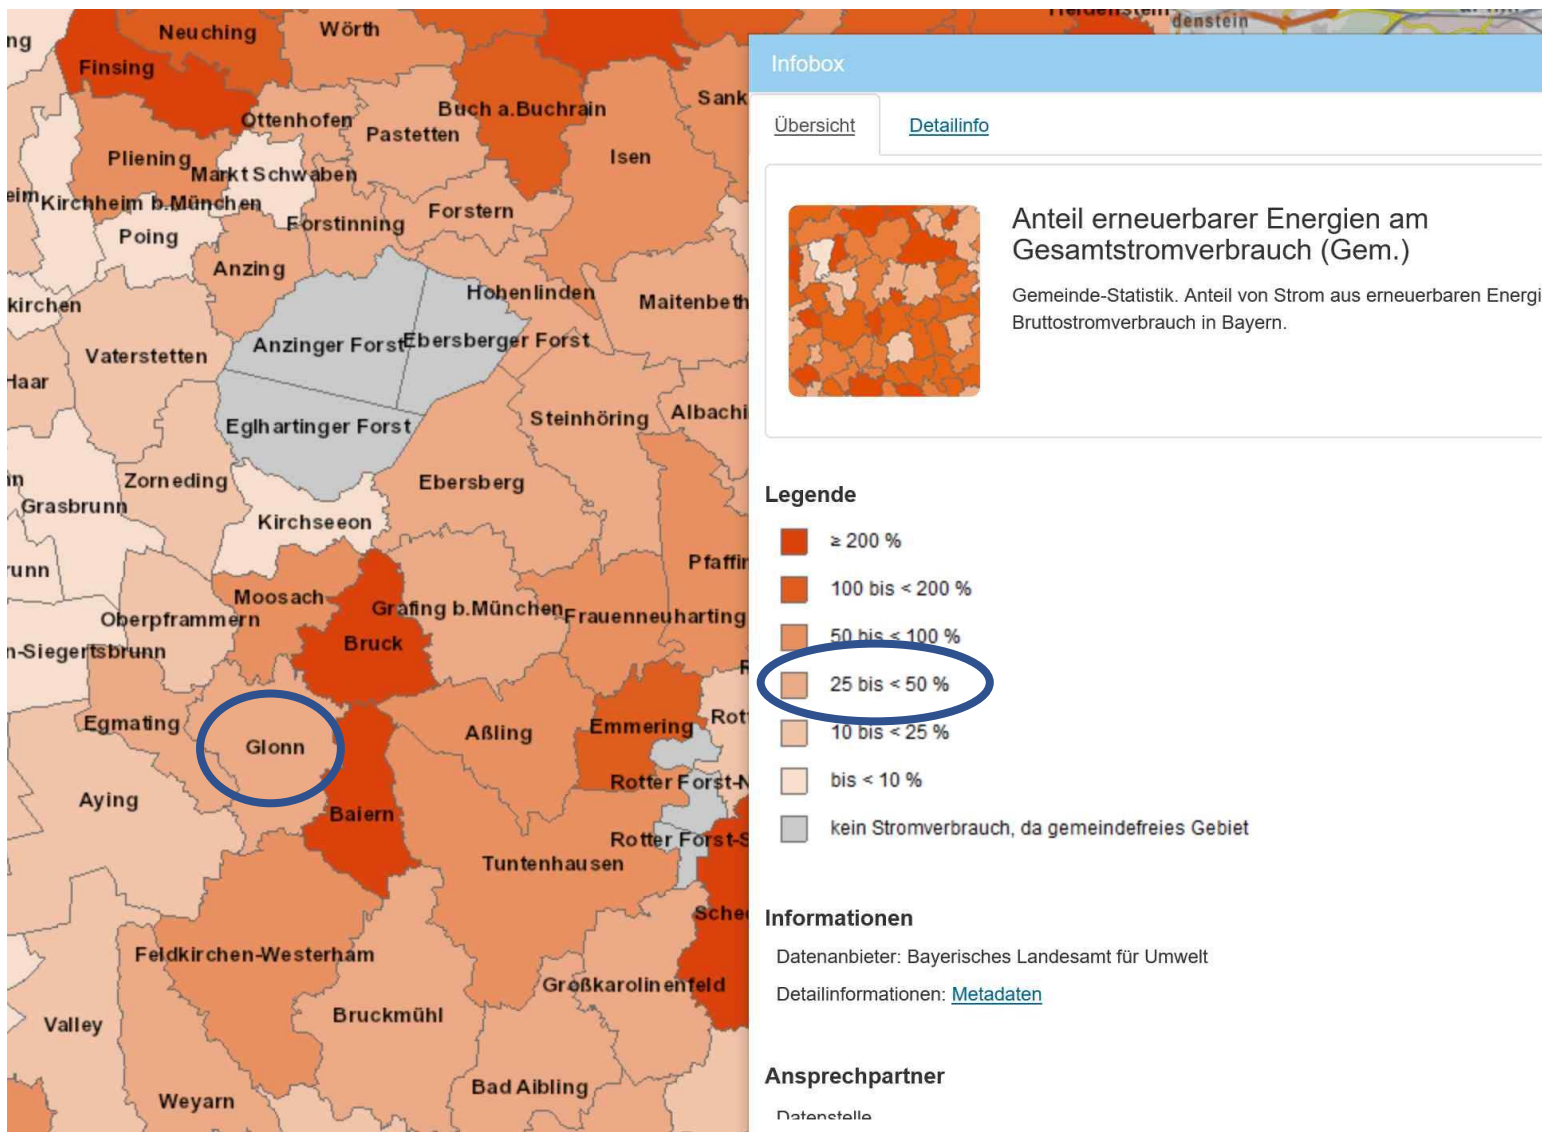 Neuching
Wörth
Finsing
Ottenhofen
Buch a.Buchrain
Pastetten
Pliening
Markt Schwaben
Isen
Kirchheim b.München
Poing
Forstinning
Forstern
Anzing
Hohenlinden
Vaterstetten
Anzinger Forst
Ebersberger Forst
Eglhartinger Forst
Steinhöring
Zorneding
Grasbrunn
Ebersberg
Kirchseeon
Moosach
Grafing b.München
Frauenneuharting
Oberpframmern
Bruck
Egmating
Glonn
Aßling
Emmering
Aying
Baiern
Tuntenhausen
Feldkirchen-Westerham
Großkarolinenfeld
Valley
Bruckmühl
Weyarn
Bad Aibling
Infobox
Übersicht
Detailinfo
Anteil erneuerbarer Energien am
Gesamtstromverbrauch (Gem.)
Gemeinde-Statistik. Anteil von Strom aus erneuerbaren Energi
Bruttostromverbrauch in Bayern.
Legende
≥ 200 %
100 bis < 200 %
50 bis < 100 %
25 bis < 50 %
10 bis < 25 %
bis < 10 %
kein Stromverbrauch, da gemeindefreies Gebiet
Informationen
Datenanbieter: Bayerisches Landesamt für Umwelt
Detailinformationen: Metadaten
Ansprechpartner
Datenstelle